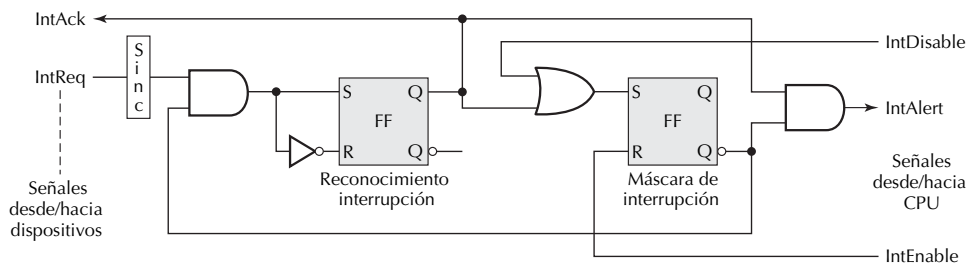 IntAck
IntReq
Sinc
Señales
desde/hacia
dispositivos
S
Q
FF
R
Q
Reconocimiento
interrupción
S
Q
FF
R
Q
Máscara de
interrupción
IntDisable
IntAlert
Señales
desde/hacia
CPU
IntEnable